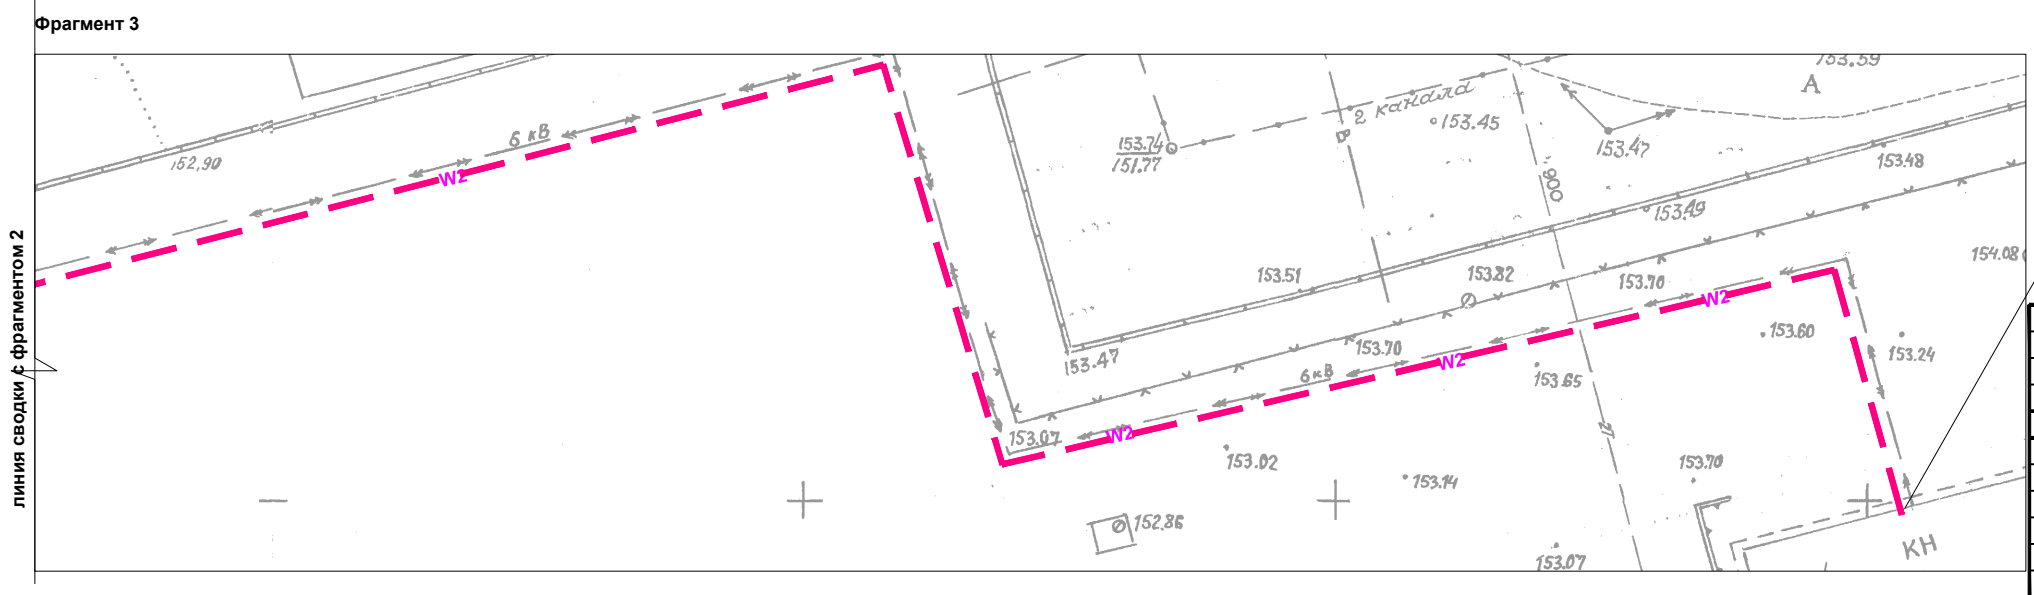 Фрагмент 3
линия сводки с фрагментом 2
153.59
А
2 канала
153.45
6 кВ
153.74
151.77
В
153.47
152,90
153.48
W2
900
153.49
154.08
153.51
153.82
153.70
W2
153.60
153.70
153.24
153.47
W2
6 кВ
153.65
153.07
W2
27
153.02
153.70
153.14
152,86
КН
153.07